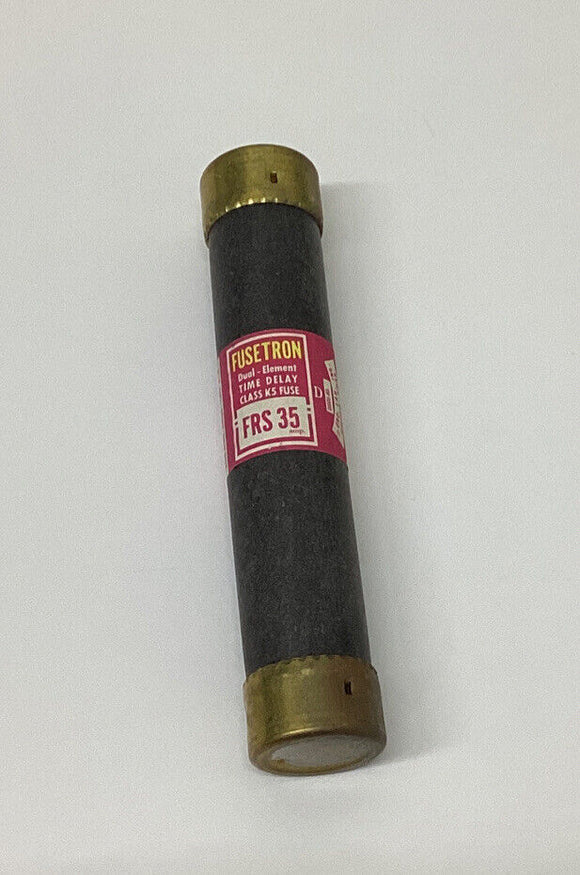 FUSETRON
Dual - Element
TIME DELAY
CLASS K5 FUSE
FRS 35
Amp.
D